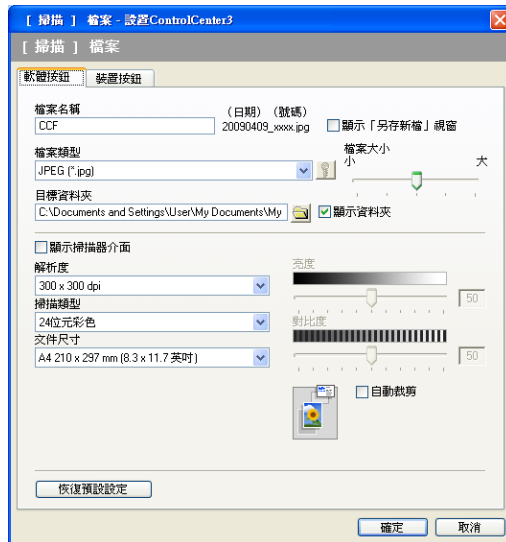 [ 掃描 ] 檔案 - 設置ControlCenter3
[ 掃描 ] 檔案
軟體按鈕 裝置按鈕
檔案名稱 (日期) (號碼)
CCF 20090409_xxxx.jpg 顯示「另存新檔」視窗
檔案類型 檔案大小
小 大
JPEG (*.jpg)
目標資料夾
C:\Documents and Settings\User\My Documents\My 顯示資料夾
顯示掃描器介面
解析度 亮度
300 x 300 dpi 50
掃描類型
24位元彩色 對比度
文件尺寸
A4 210 x 297 mm (8.3 x 11.7 英吋) 50
自動裁剪
恢復預設設定
確定 取消